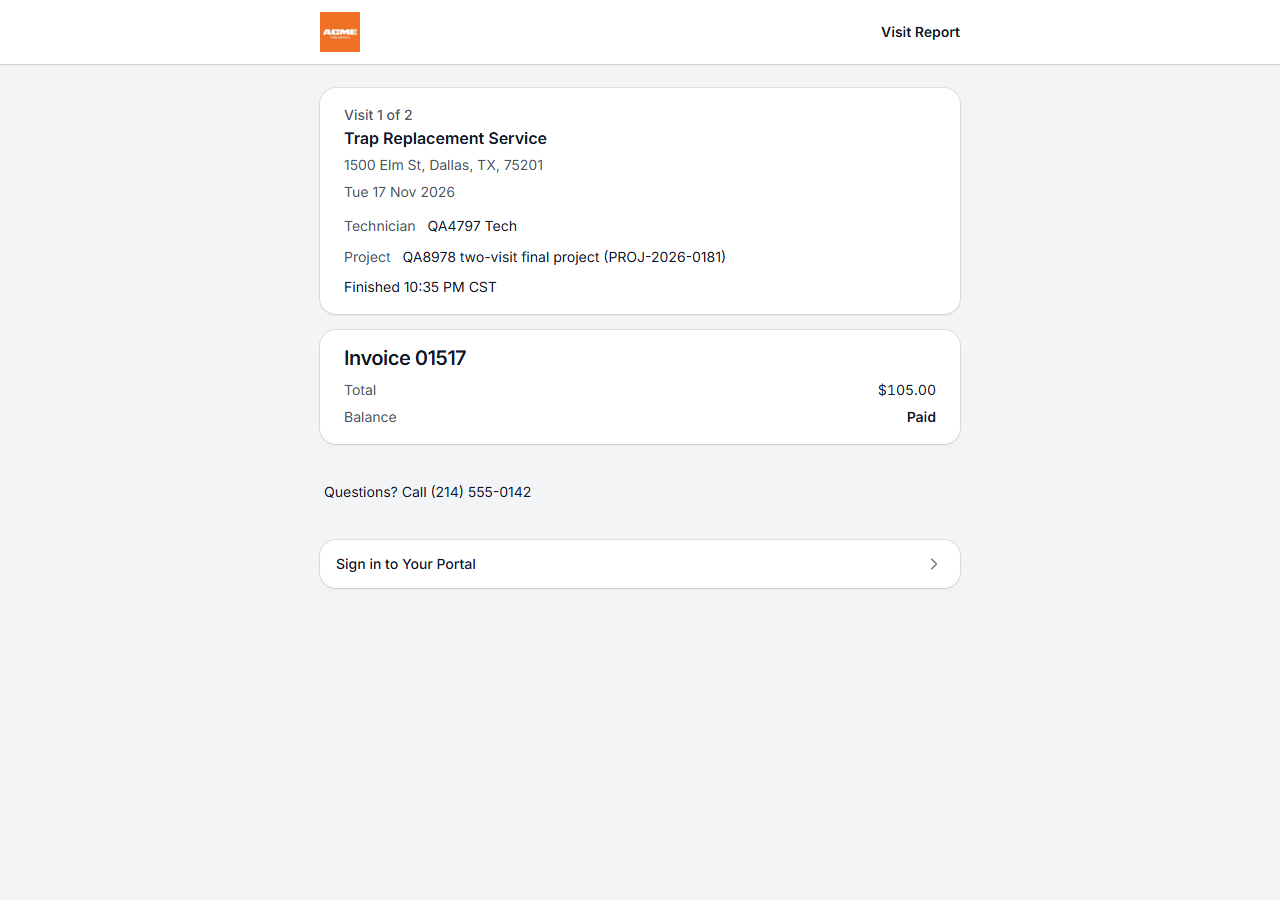 ACME
Visit Report
Visit 1 of 2
Trap Replacement Service
1500 Elm St, Dallas, TX, 75201
Tue 17 Nov 2026
Technician QA4797 Tech
Project QA8978 two-visit final project (PROJ-2026-0181)
Finished 10:35 PM CST
Invoice 01517
Total $105.00
Balance Paid
Questions? Call (214) 555-0142
Sign in to Your Portal